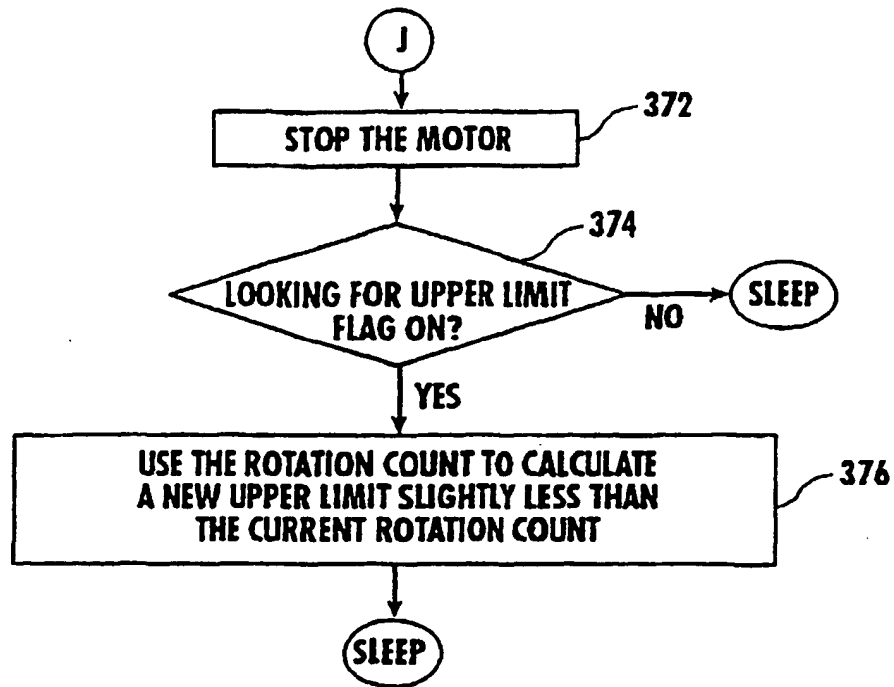 J
STOP THE MOTOR
372
374
LOOKING FOR UPPER LIMIT
FLAG ON?
NO
SLEEP
YES
USE THE ROTATION COUNT TO CALCULATE
A NEW UPPER LIMIT SLIGHTLY LESS THAN
THE CURRENT ROTATION COUNT
376
SLEEP